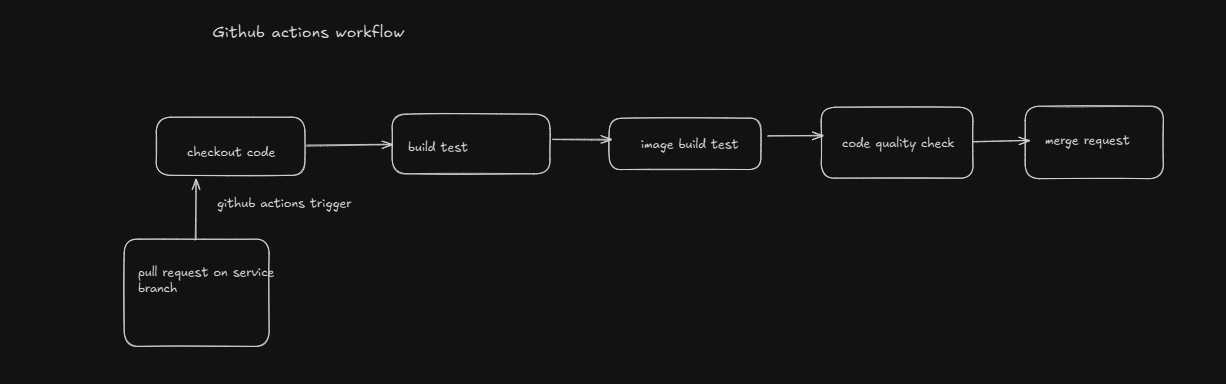 Github actions workflow
checkout code
build test
image build test
code quality check
merge request
github actions trigger
pull request on service
branch